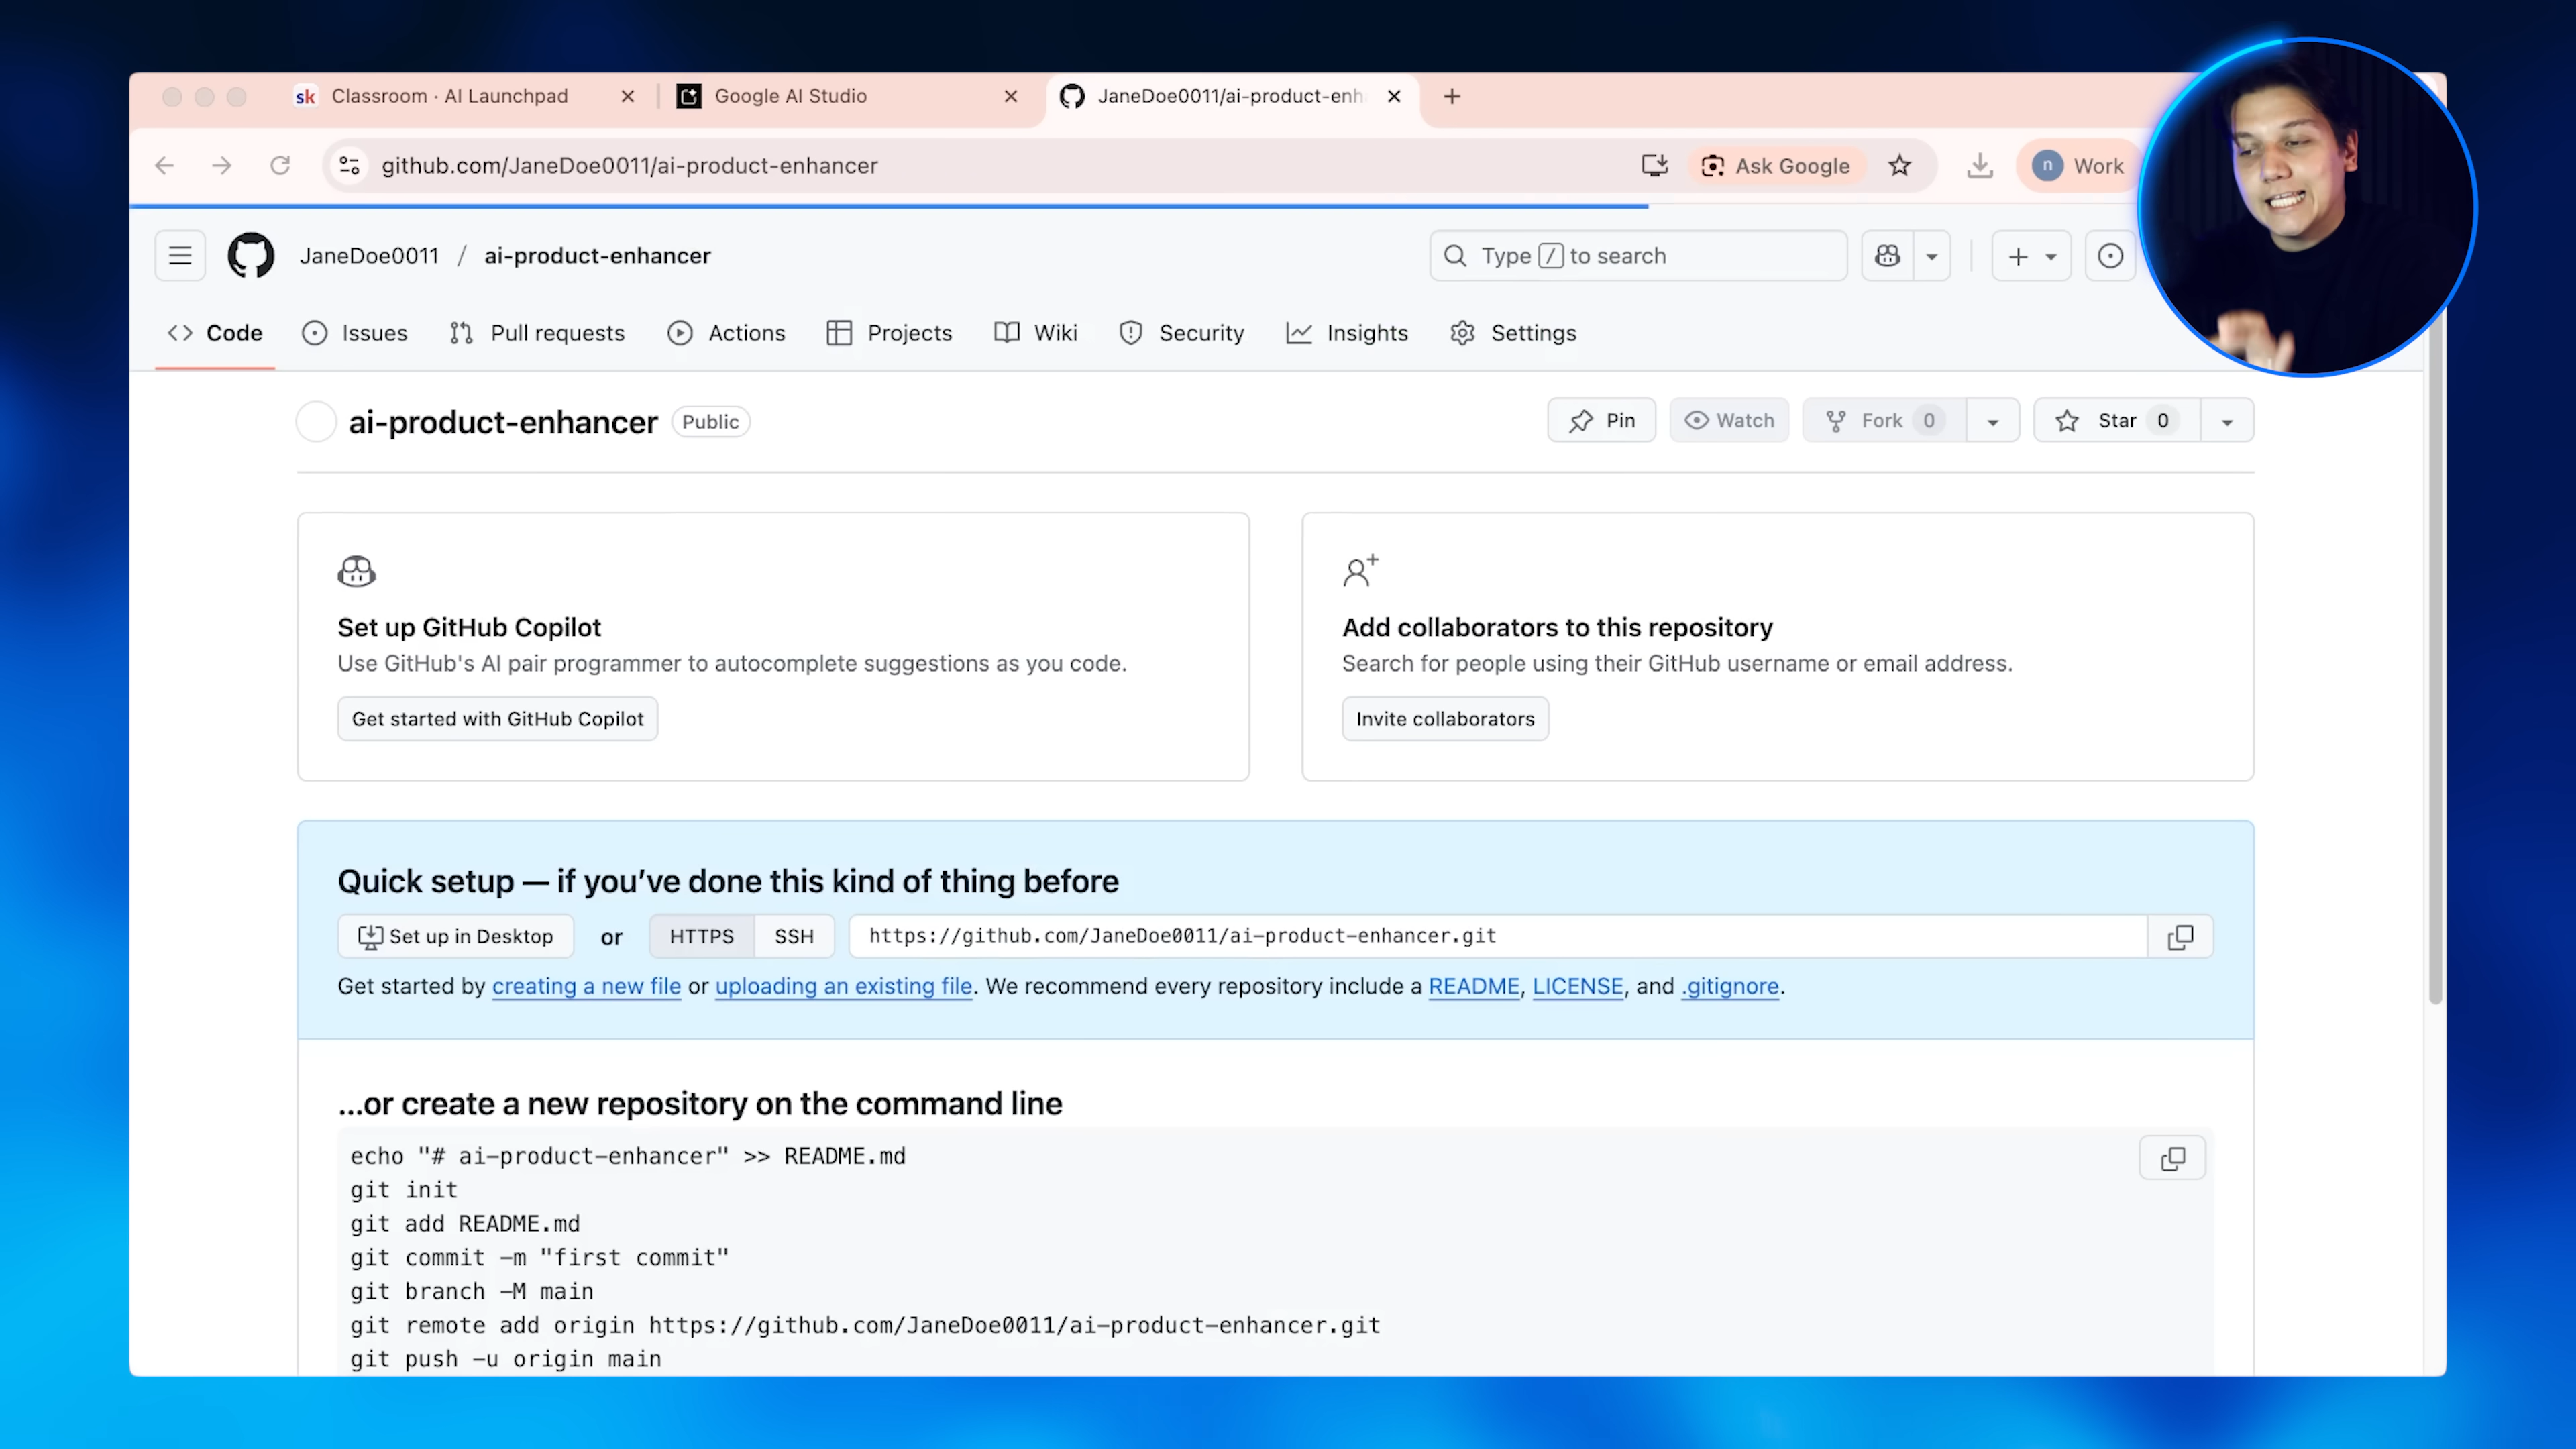 sk Classroom · AI Launchpad
Google AI Studio
JaneDoe0011/ai-product-enh
github.com/JaneDoe0011/ai-product-enhancer
Ask Google
n Work
JaneDoe0011 / ai-product-enhancer
Type / to search
Code Issues Pull requests Actions Projects Wiki Security Insights Settings
ai-product-enhancer Public
Pin Watch Fork 0 Star 0
Set up GitHub Copilot
Use GitHub's AI pair programmer to autocomplete suggestions as you code.
Get started with GitHub Copilot
Add collaborators to this repository
Search for people using their GitHub username or email address.
Invite collaborators
Quick setup — if you’ve done this kind of thing before
Set up in Desktop or HTTPS SSH https://github.com/JaneDoe0011/ai-product-enhancer.git
Get started by creating a new file or uploading an existing file. We recommend every repository include a README, LICENSE, and .gitignore.
...or create a new repository on the command line
echo "# ai-product-enhancer" >> README.md
git init
git add README.md
git commit -m "first commit"
git branch -M main
git remote add origin https://github.com/JaneDoe0011/ai-product-enhancer.git
git push -u origin main